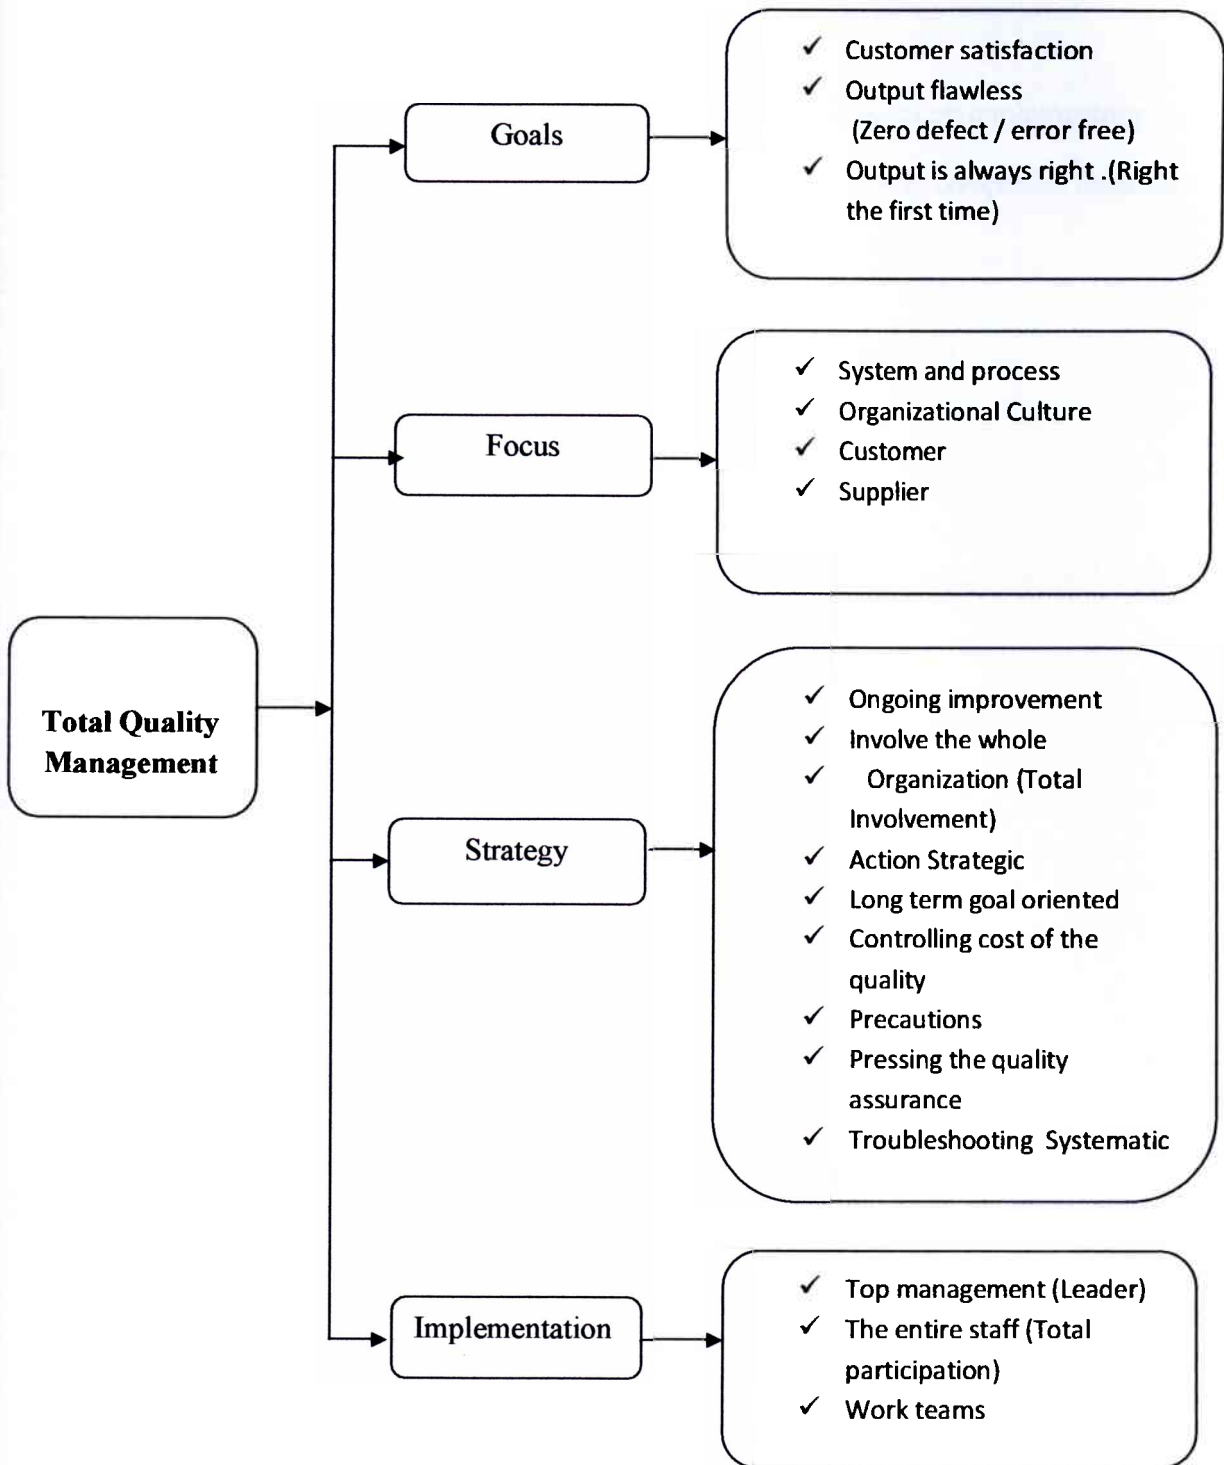 Total Quality
Management
Goals
✓ Customer satisfaction
✓ Output flawless
(Zero defect / error free)
✓ Output is always right .(Right
the first time)
Focus
✓ System and process
✓ Organizational Culture
✓ Customer
✓ Supplier
Strategy
✓ Ongoing improvement
✓ Involve the whole
✓ Organization (Total
Involvement)
✓ Action Strategic
✓ Long term goal oriented
✓ Controlling cost of the
quality
✓ Precautions
✓ Pressing the quality
assurance
✓ Troubleshooting Systematic
Implementation
✓ Top management (Leader)
✓ The entire staff (Total
participation)
✓ Work teams